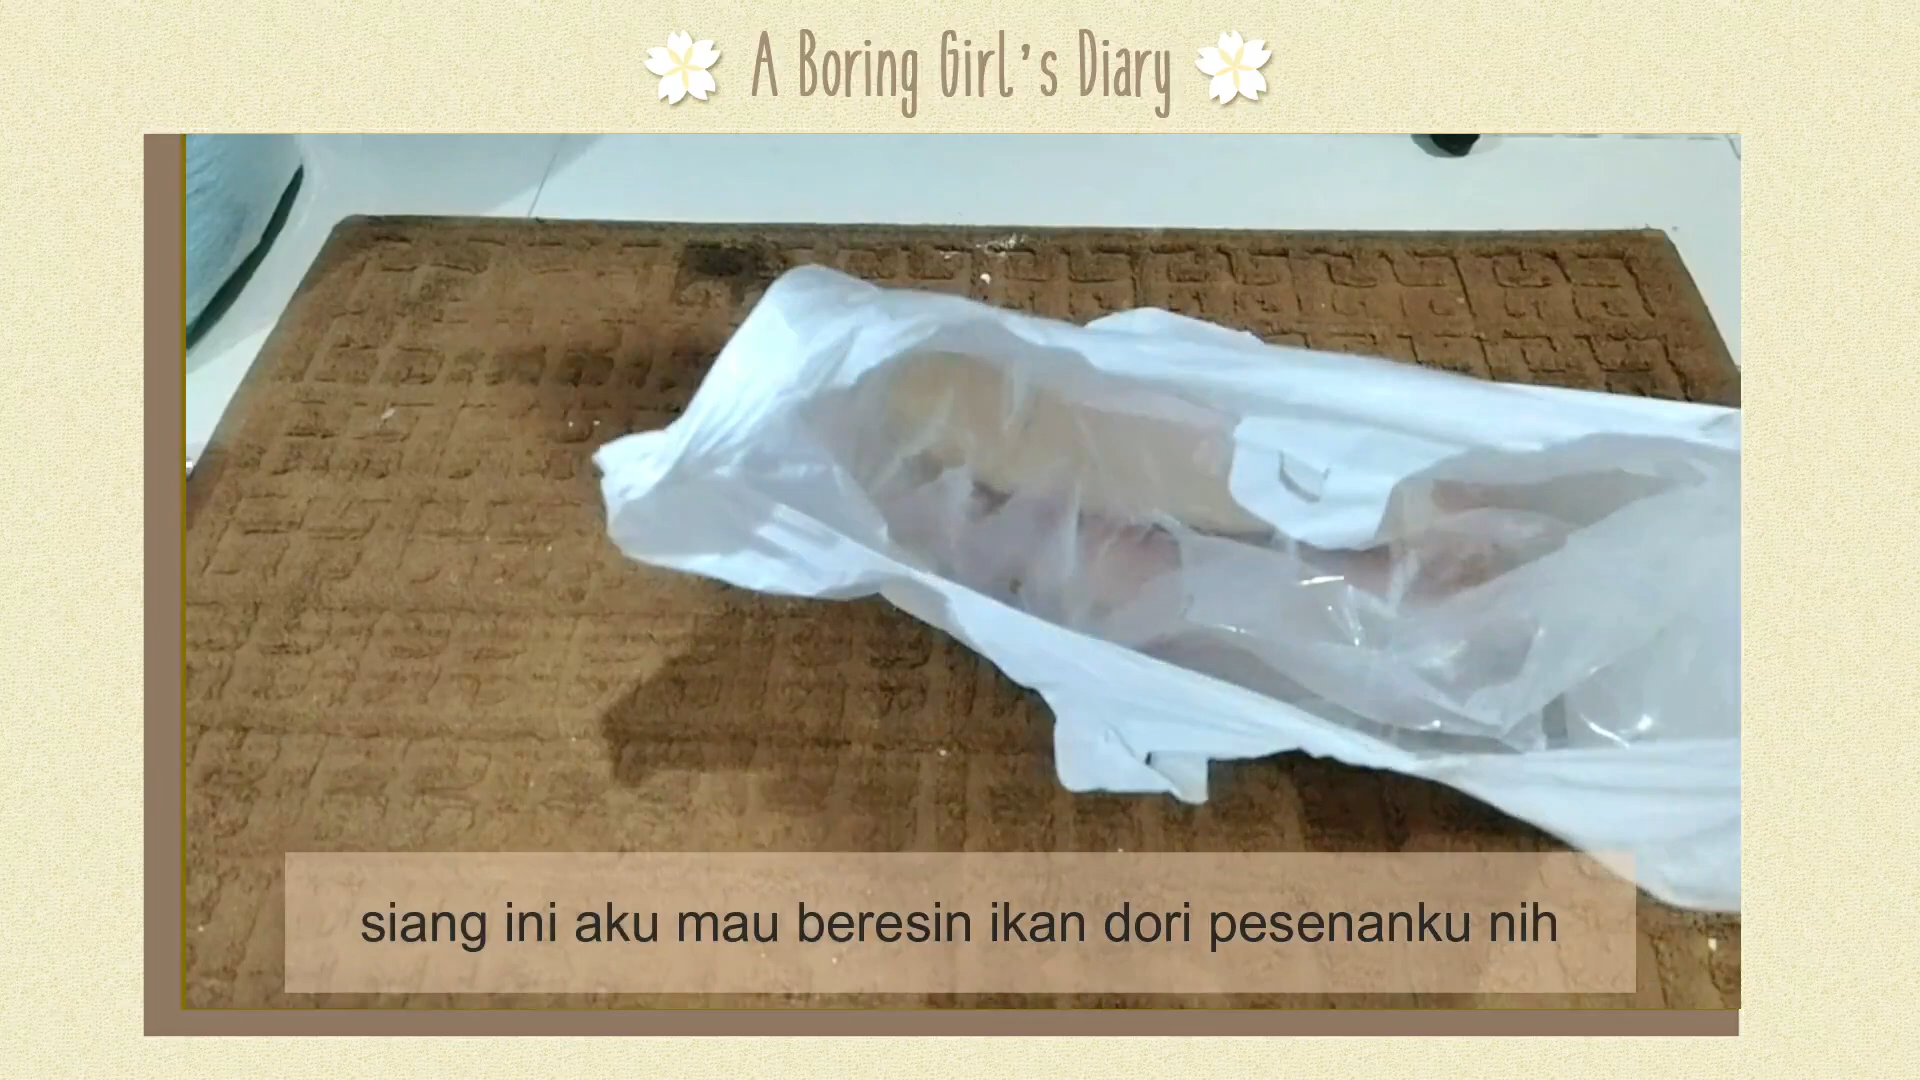 A Boring Girl's Diary
siang ini aku mau beresin ikan dori pesenanku nih